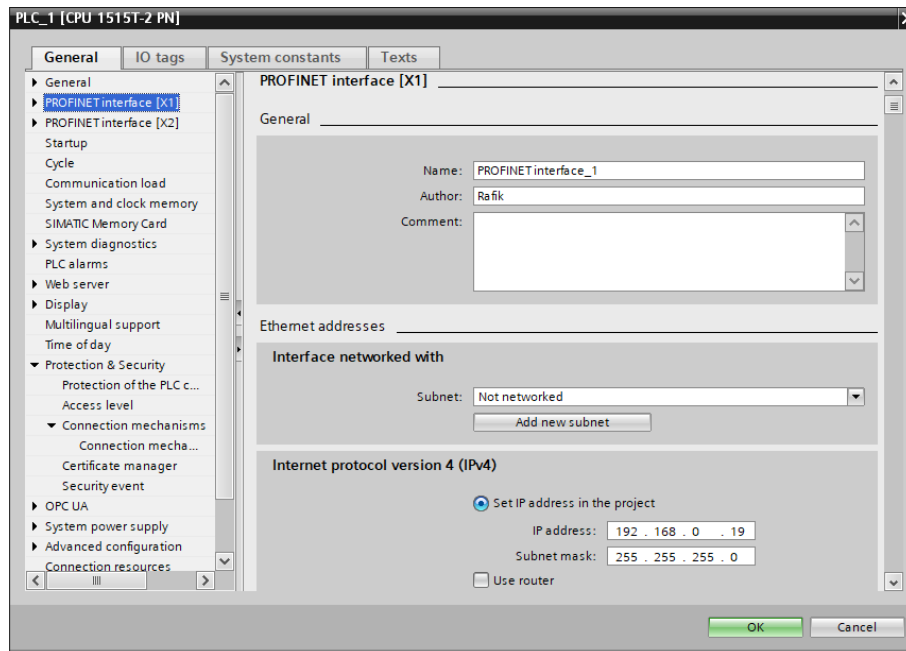 PLC_1 [CPU 1515T-2 PN]
General
IO tags
System constants
Texts
General
PROFINET interface [X1]
PROFINET interface [X2]
Startup
Cycle
Communication load
System and clock memory
SIMATIC Memory Card
System diagnostics
PLC alarms
Web server
Display
Multilingual support
Time of day
Protection & Security
Protection of the PLC c...
Access level
Connection mechanisms
Connection mecha...
Certificate manager
Security event
OPC UA
System power supply
Advanced configuration
Connection resources
PROFINET interface [X1]
General
Name: PROFINET interface_1
Author: Rafik
Comment:
Ethernet addresses
Interface networked with
Subnet: Not networked
Add new subnet
Internet protocol version 4 (IPv4)
Set IP address in the project
IP address: 192 . 168 . 0 . 19
Subnet mask: 255 . 255 . 255 . 0
Use router
OK
Cancel